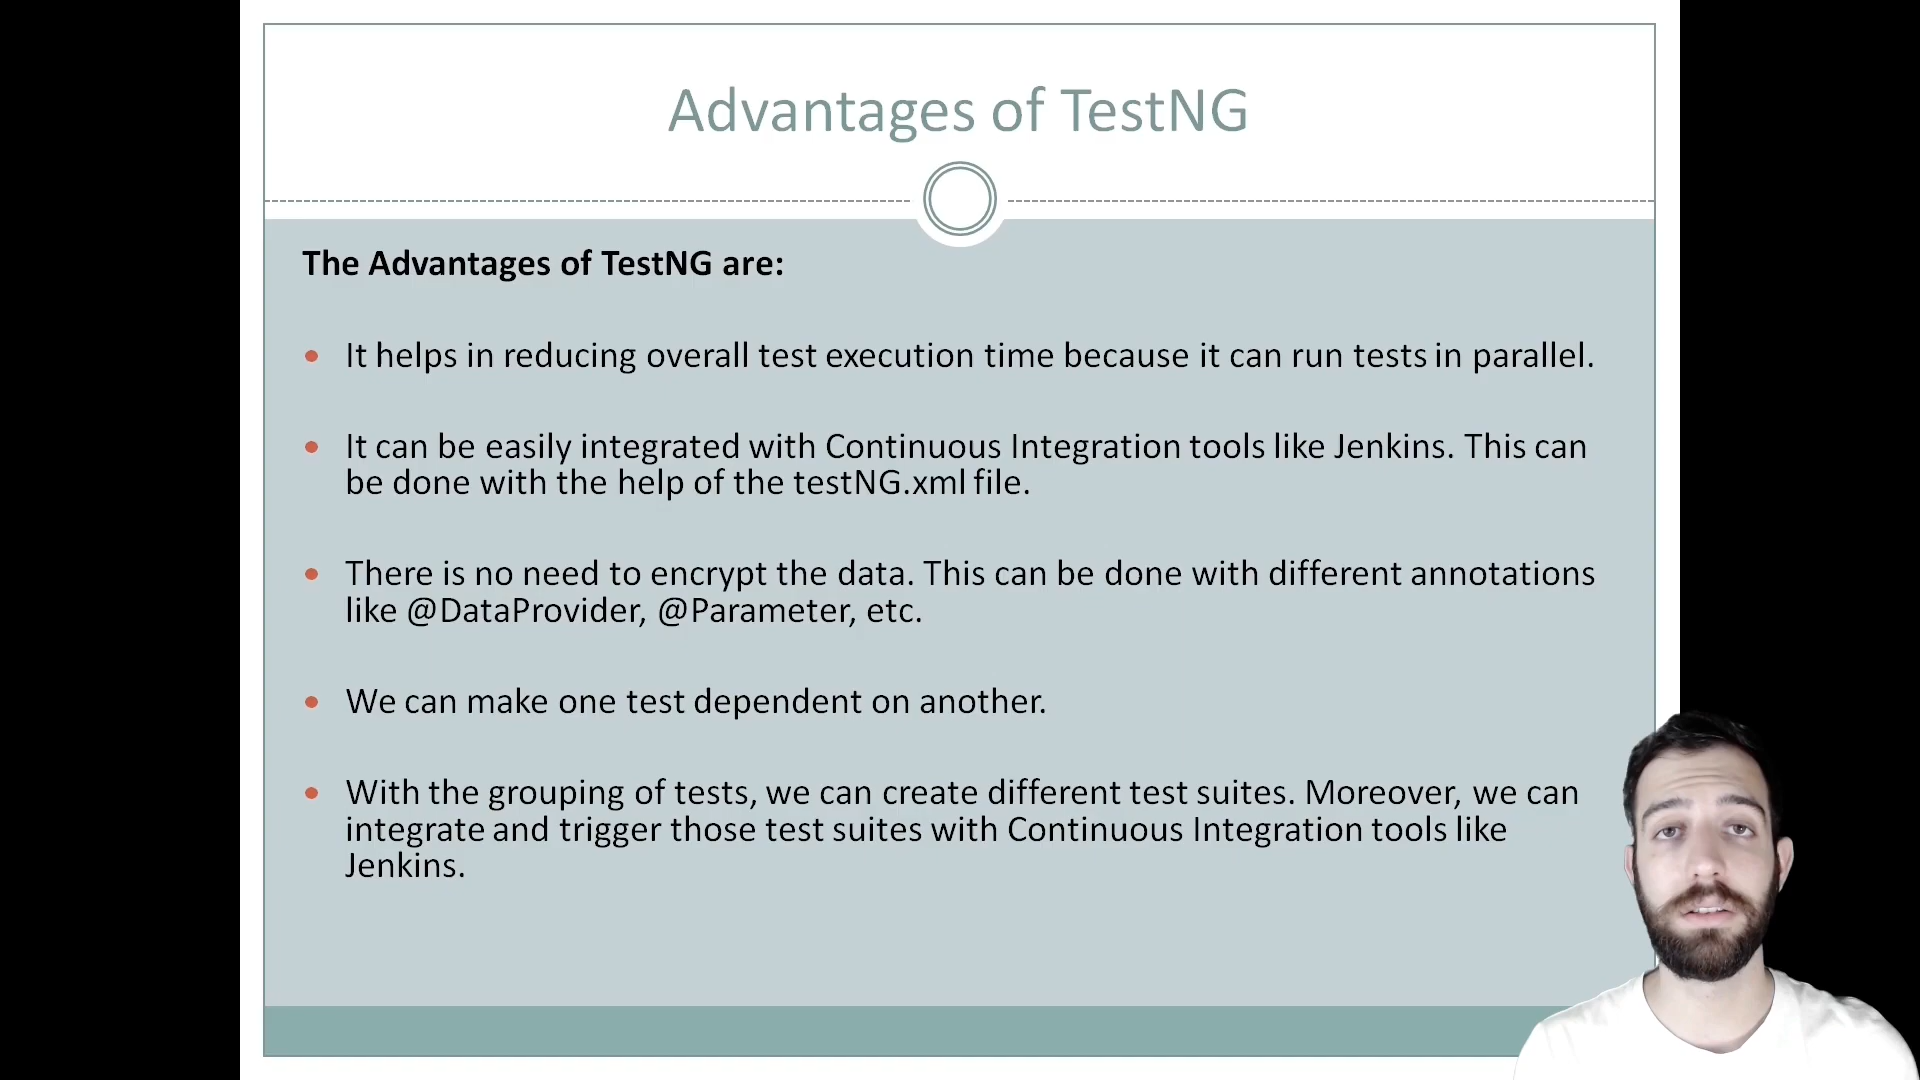 Advantages of TestNG
The Advantages of TestNG are:
It helps in reducing overall test execution time because it can run tests in parallel.
It can be easily integrated with Continuous Integration tools like Jenkins. This can
be done with the help of the testNG.xml file.
There is no need to encrypt the data. This can be done with different annotations
like @DataProvider, @Parameter, etc.
We can make one test dependent on another.
With the grouping of tests, we can create different test suites. Moreover, we can
integrate and trigger those test suites with Continuous Integration tools like
Jenkins.